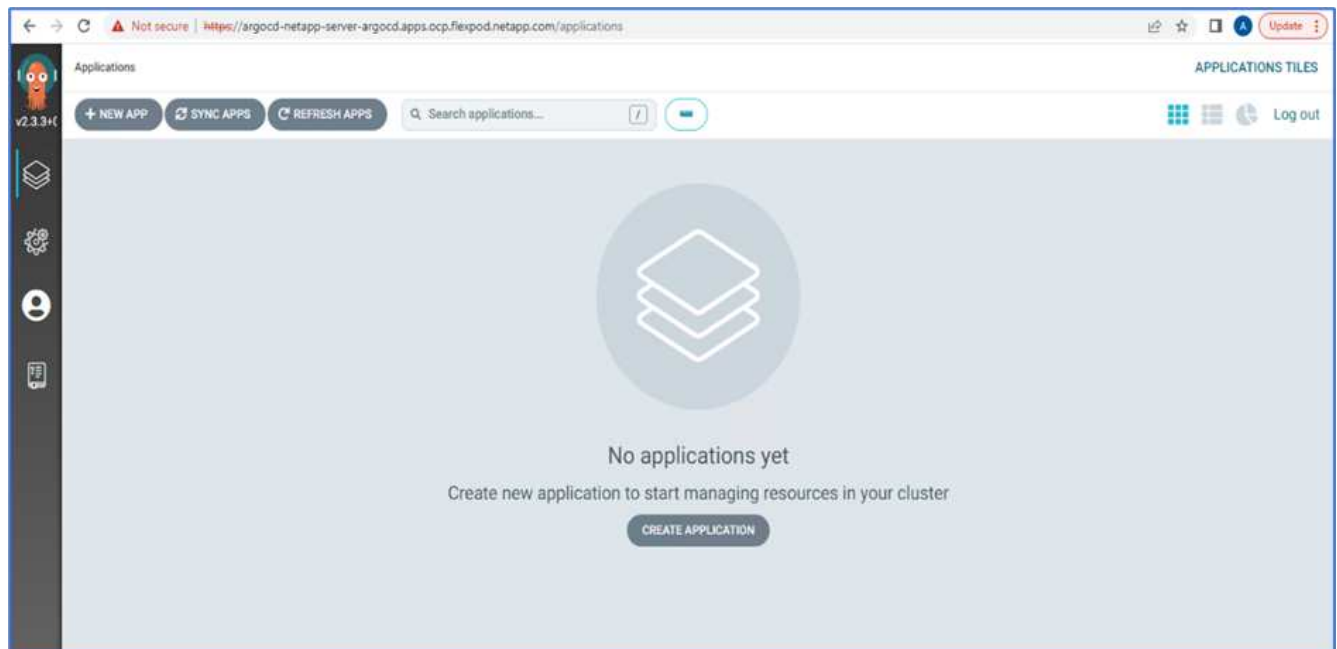 Not secure | https://argocd-netapp-server-argocd.apps.ocp.flexpod.netapp.com/applications A Update
Applications APPLICATIONS TILES
v2.3.3+ + NEW APP SYNC APPS REFRESH APPS Search applications... / Log out
No applications yet
Create new application to start managing resources in your cluster
CREATE APPLICATION